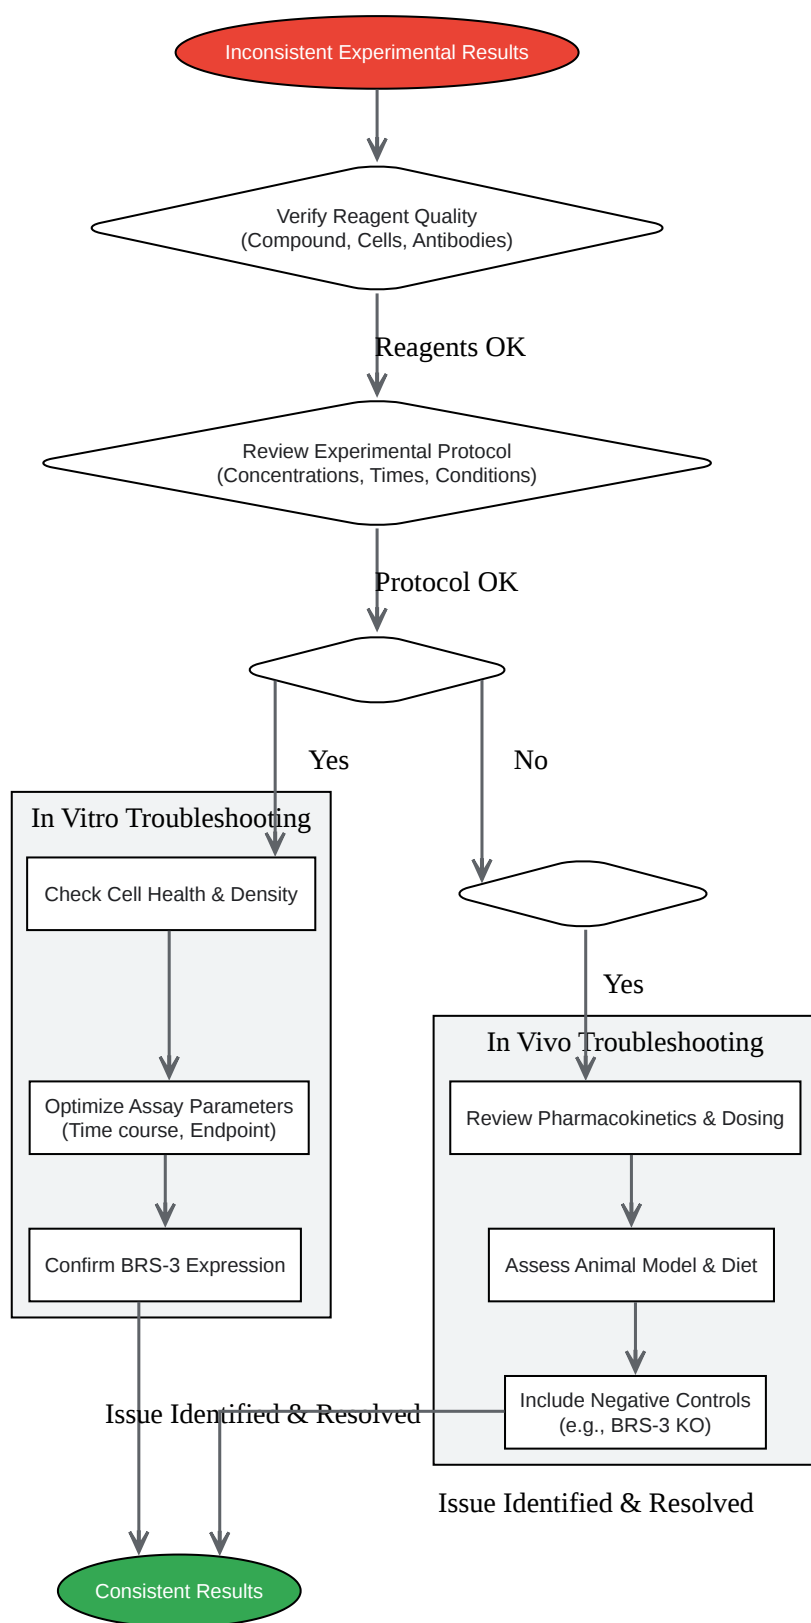 Inconsistent Experimental Results
Verify Reagent Quality
(Compound, Cells, Antibodies)
Reagents OK
Review Experimental Protocol
(Concentrations, Times, Conditions)
Protocol OK
Yes
No
In Vitro Troubleshooting
Check Cell Health & Density
Yes
In Vivo Troubleshooting
Optimize Assay Parameters
(Time course, Endpoint)
Review Pharmacokinetics & Dosing
Confirm BRS-3 Expression
Assess Animal Model & Diet
Include Negative Controls
(e.g., BRS-3 KO)
Issue Identified & Resolved
Issue Identified & Resolved
Consistent Results